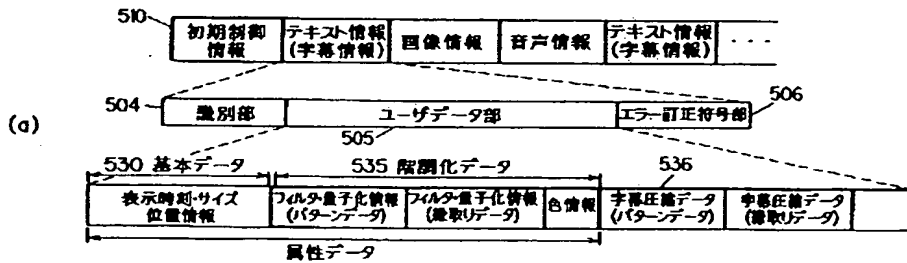 510
初期制御
情報
テキスト情報
(字幕情報)
画像情報
音声情報
テキスト情報
(字幕情報)
・・・
(a)
504
識別部
ユーザデータ部
505
エラー訂正符号部
506
530 基本データ
535 階調化データ
536
表示時刻・サイズ
位置情報
フィルタ・量子化情報
(パターンデータ)
フィルタ・量子化情報
(縁取りデータ)
色情報
字幕圧縮データ
(パターンデータ)
字幕圧縮データ
(縁取りデータ)
属性データ